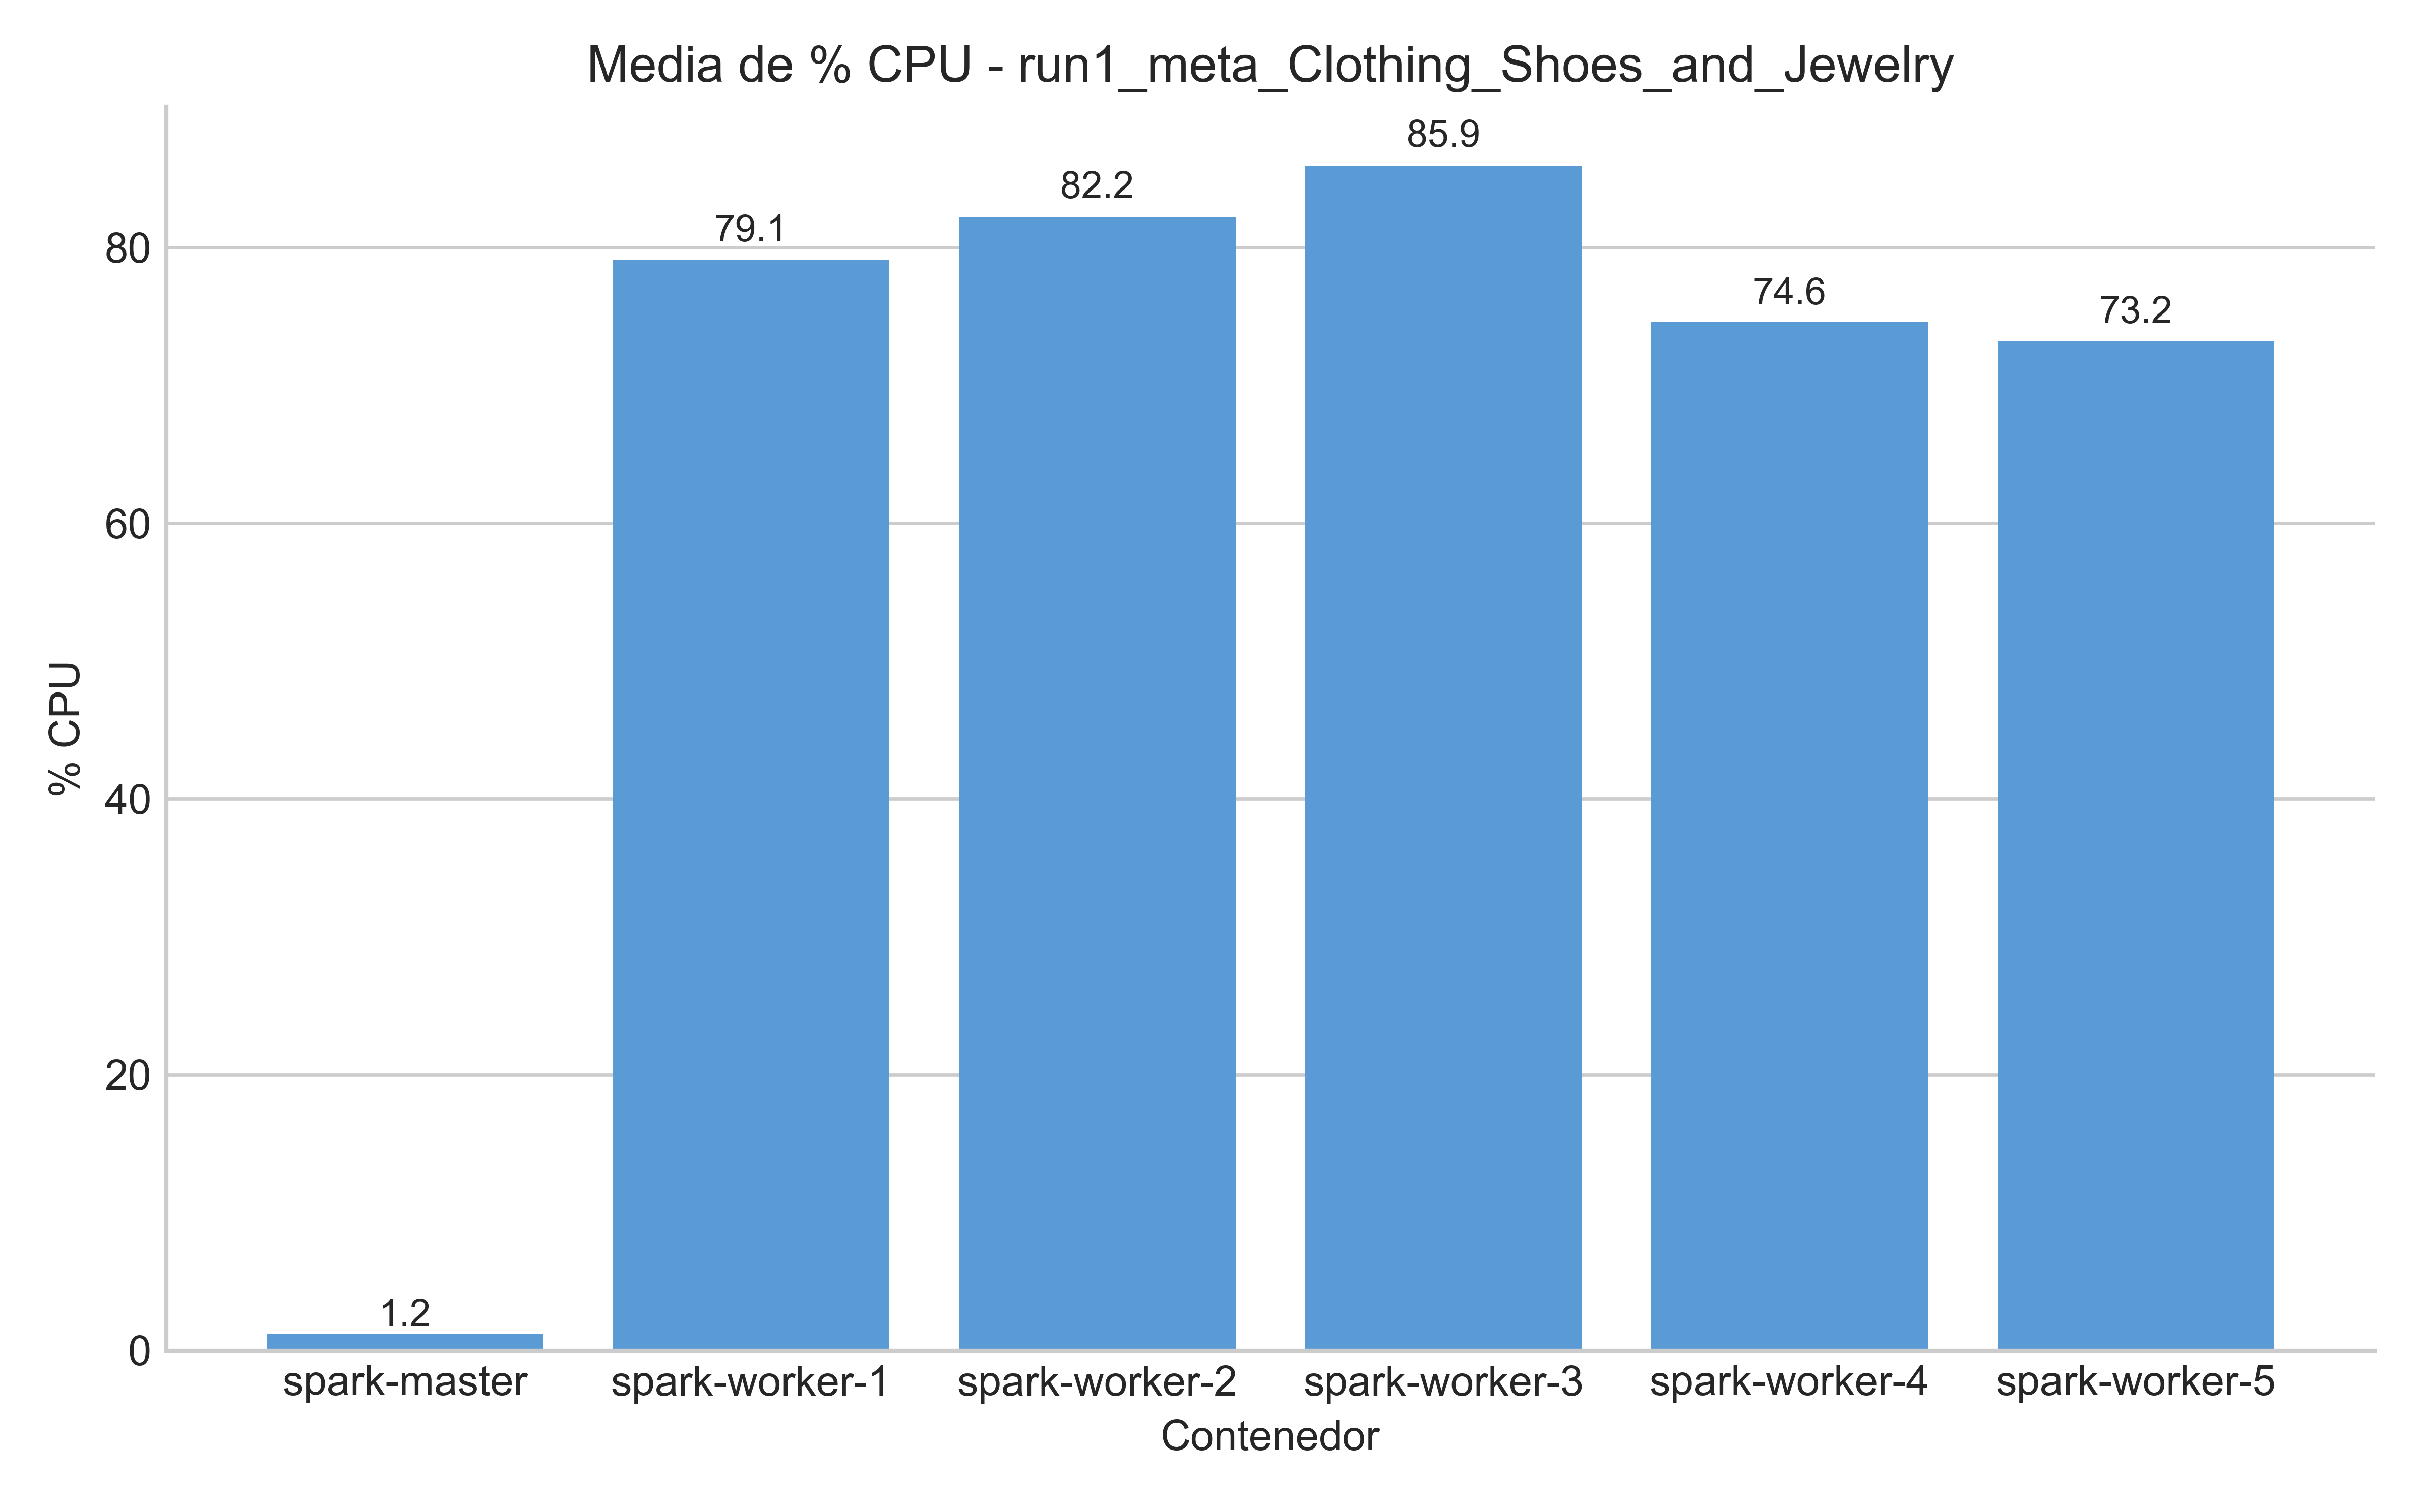 Media de % CPU - run1_meta_Clothing_Shoes_and_Jewelry
85.9
82.2
79.1
74.6
73.2
1.2
80
60
40
20
0
% CPU
spark-master spark-worker-1 spark-worker-2 spark-worker-3 spark-worker-4 spark-worker-5
Contenedor